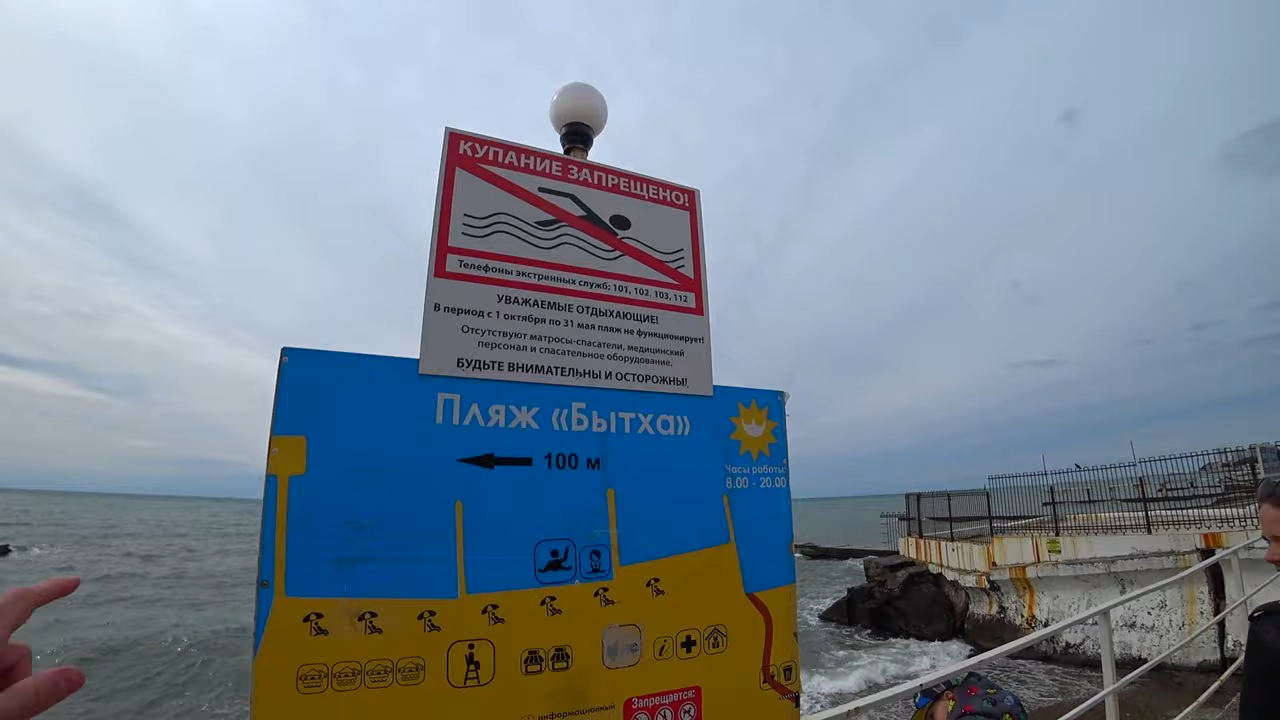 КУПАНИЕ ЗАПРЕЩЕНО!
Телефоны экстренных служб: 101, 102, 103, 112
УВАЖАЕМЫЕ ОТДЫХАЮЩИЕ!
В период с 1 октября по 31 мая пляж не функционирует!
Отсутствуют матросы-спасатели, медицинский
персонал и спасательное оборудование.
БУДЬТЕ ВНИМАТЕЛЬНЫ И ОСТОРОЖНЫ!
Пляж «Бытха»
100 м
Часы работы:
8.00 - 20.00
Запрещается:
информационный